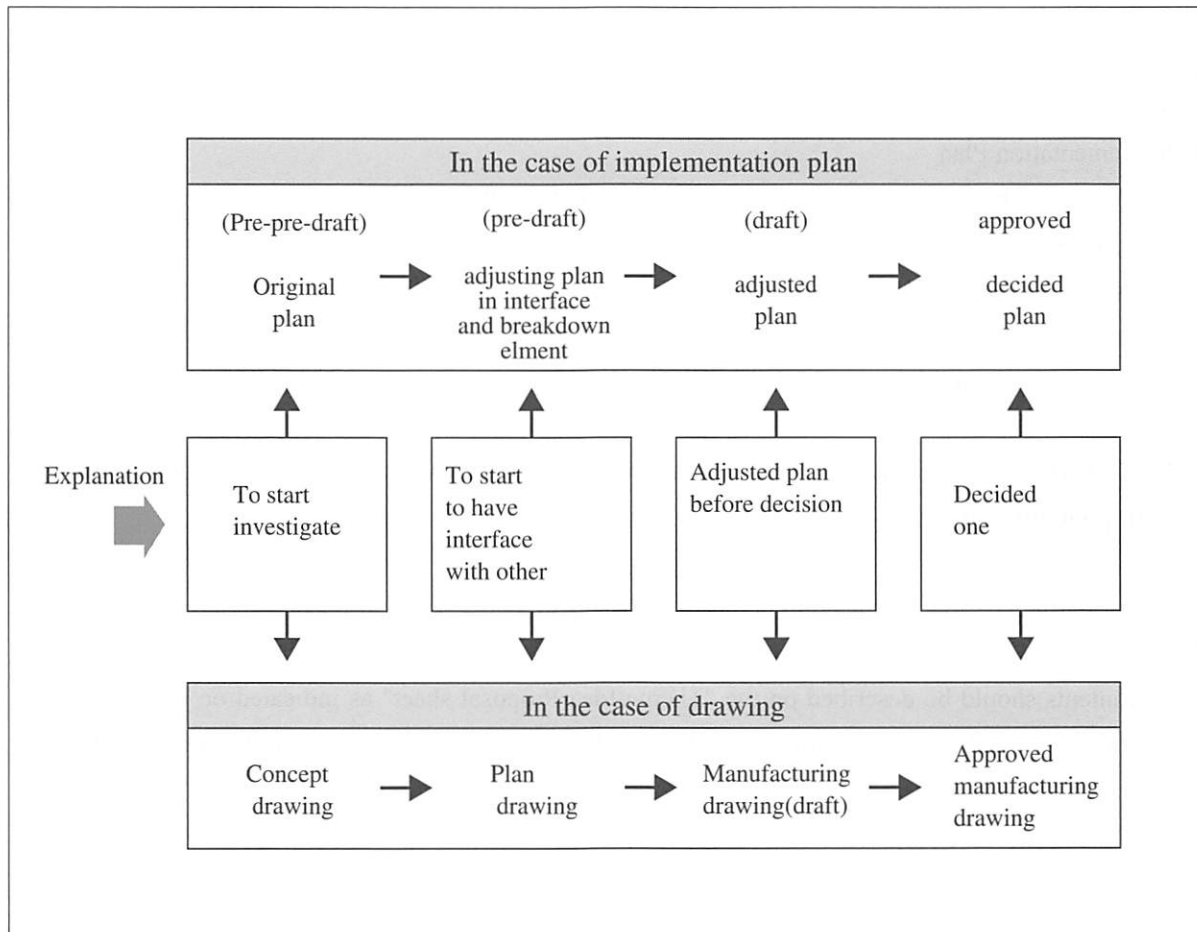 In the case of implementation plan
(Pre-pre-draft)
(pre-draft)
(draft)
approved
Original
plan
adjusting plan
in interface
and breakdown
elment
adjusted
plan
decided
plan
Explanation
To start
investigate
To start
to have
interface
with other
Adjusted plan
before decision
Decided
one
In the case of drawing
Concept
drawing
Plan
drawing
Manufacturing
drawing(draft)
Approved
manufacturing
drawing